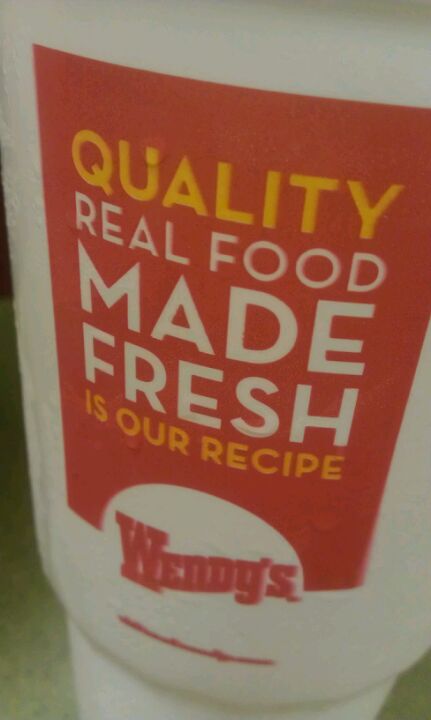 QUALITY
REAL FOOD
MADE
FRESH
IS OUR RECIPE
WENDY'S